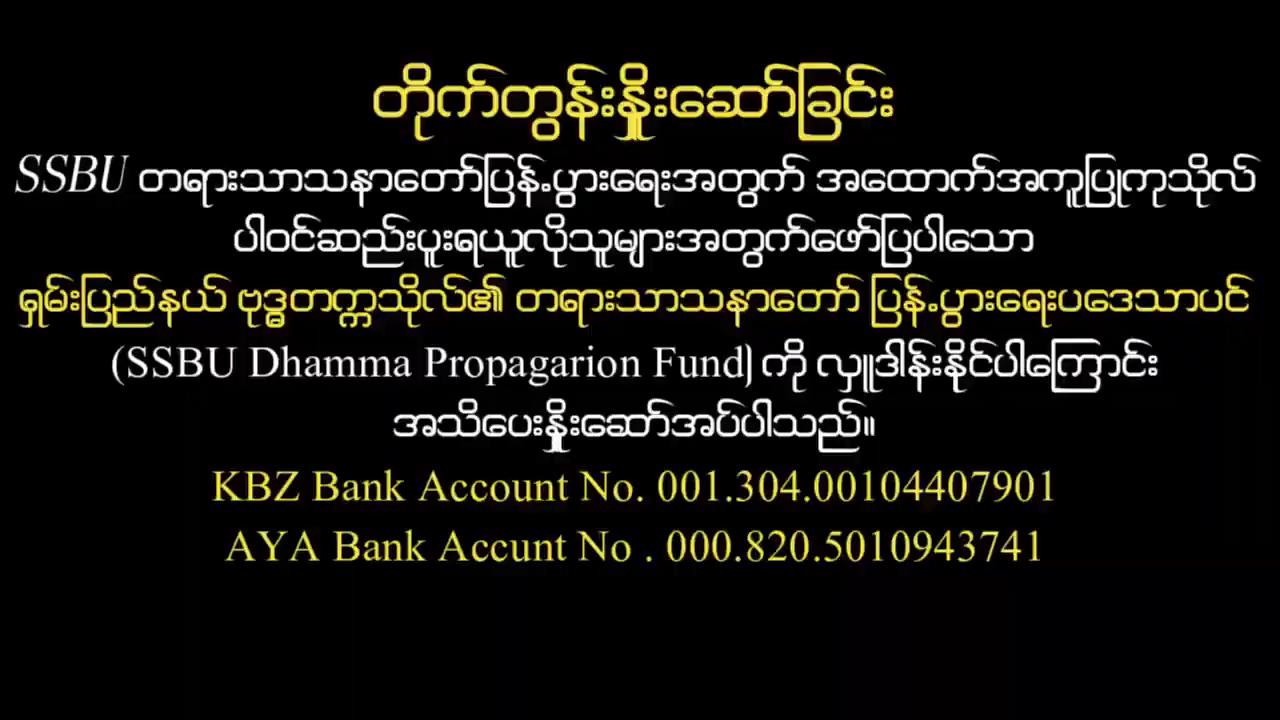 တိုက်တွန်းနှိုးဆော်ခြင်း
SSBU တရားသာသနာတော်ပြန့်ပွားရေးအတွက် အထောက်အကူပြုကုသိုလ်
ပါဝင်ဆည်းပူးရယူလိုသူများအတွက်ဖော်ပြပါသော
ရှမ်းပြည်နယ် ဗုဒ္ဓတက္ကသိုလ်၏ တရားသာသနာတော် ပြန့်ပွားရေးပဒေသာပင်
(SSBU Dhamma Propagarion Fund) ကို လှူဒါန်းနိုင်ပါကြောင်း
အသိပေးနှိုးဆော်အပ်ပါသည်။
KBZ Bank Account No. 001.304.00104407901
AYA Bank Accunt No . 000.820.5010943741